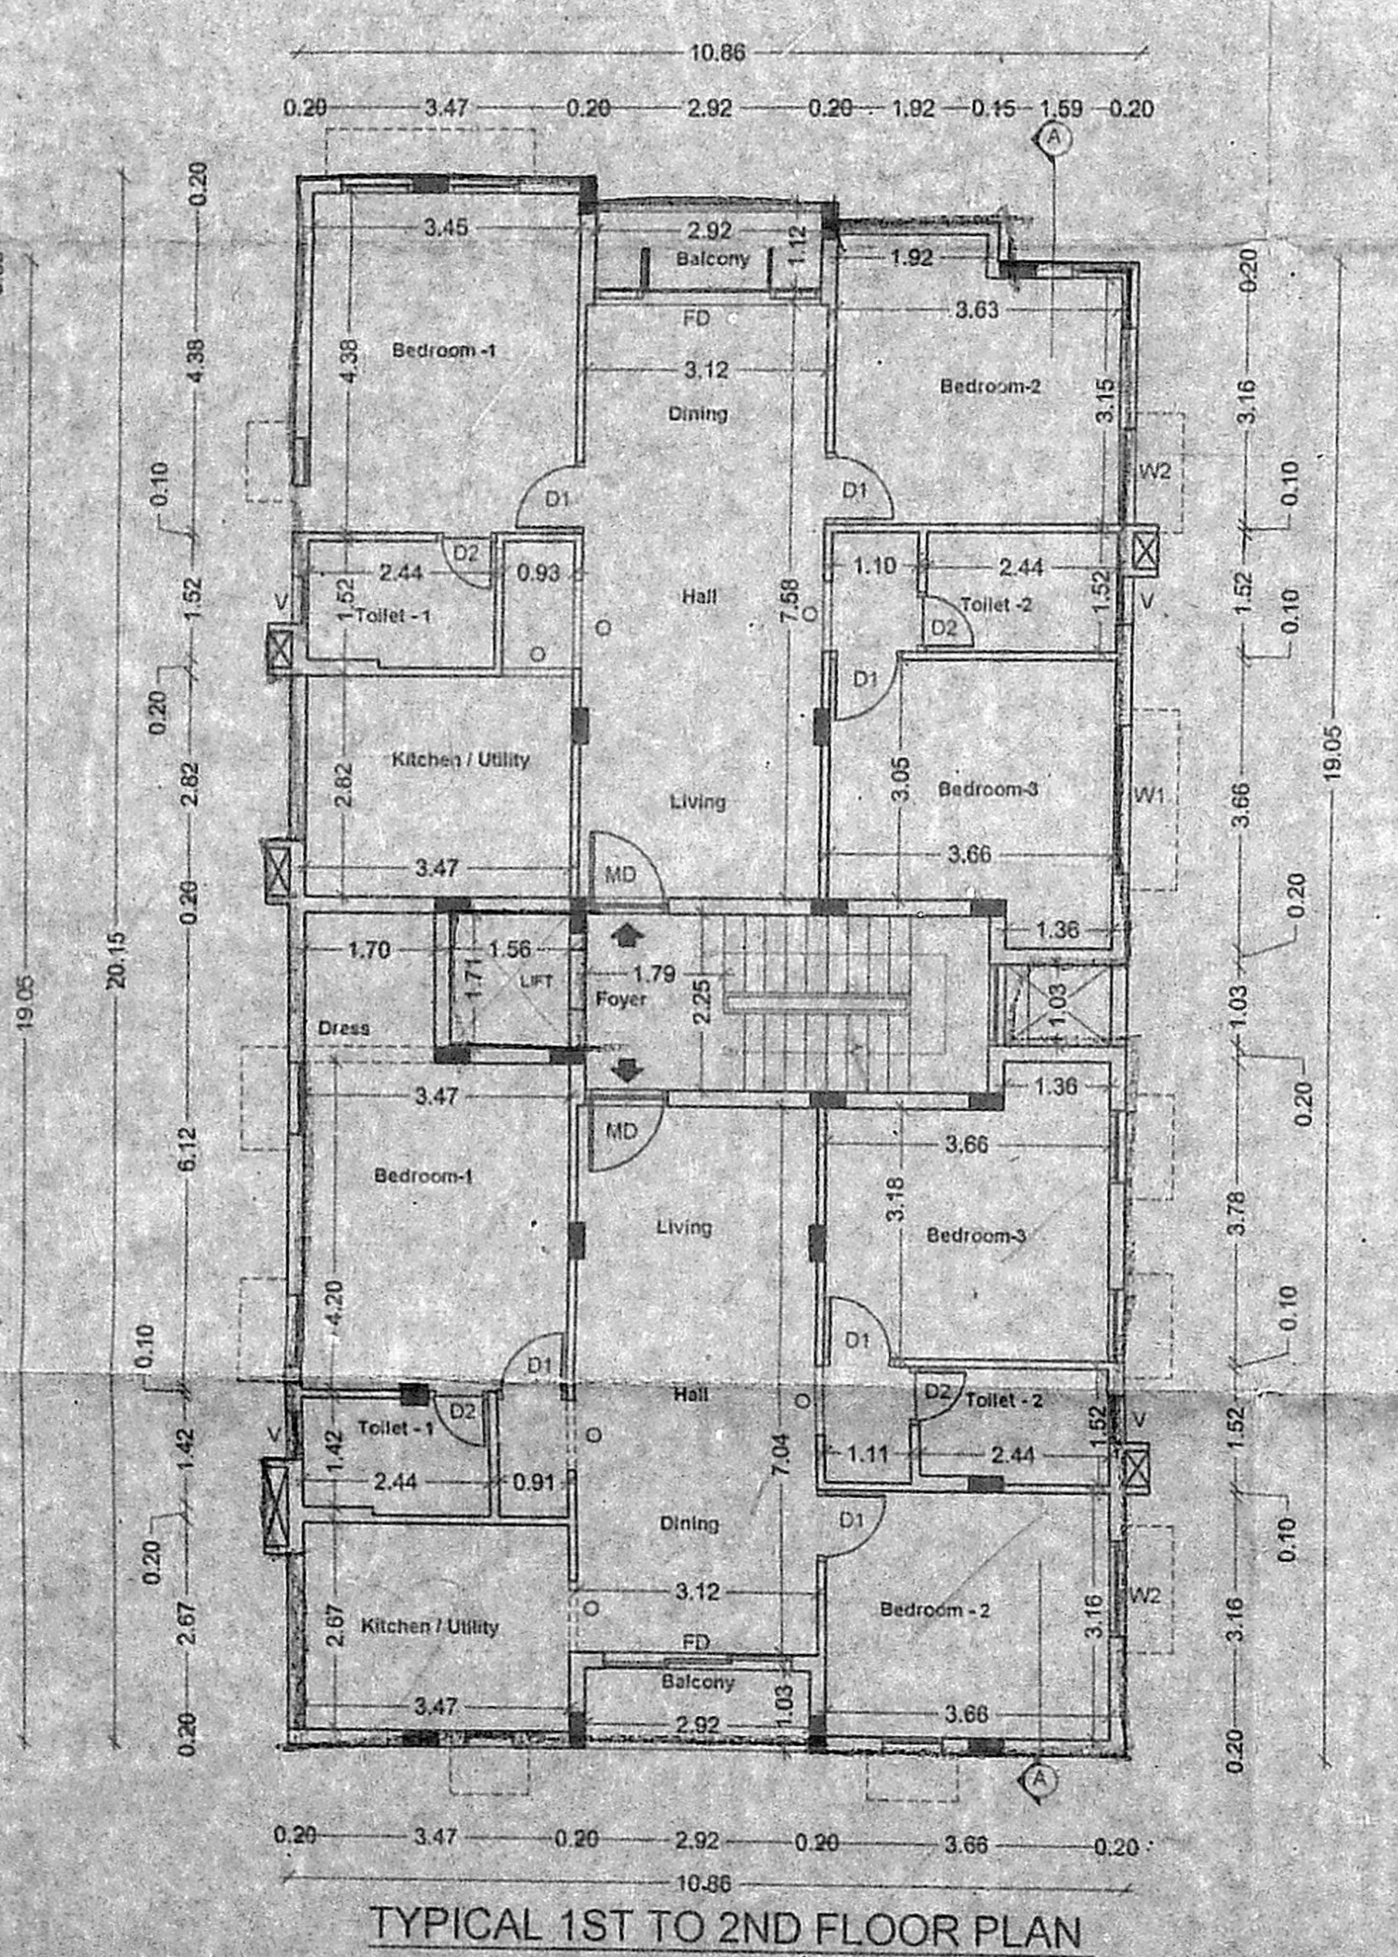 10.86
0.20 3.47 0.20 2.92 0.20 1.92 0.15 1.59 0.20
A
0.20
3.45
2.92
1.12
Balcony
1.92
0.20
FD
3.63
4.38
4.38
Bedroom -1
3.12
Dining
Bedroom-2
3.15
3.16
W2
0.10
D1
D1
0.10
D2
2.44
0.93
1.10
2.44
1.52
1.52
Toilet - 1
V
Hall
7.58
O
O
O
Toilet -2
D2
1.52
V
1.52
0.10
D1
0.20
Kitchen / Utility
2.82
2.82
Living
3.05
Bedroom-3
W1
3.66
19.05
3.47
MD
3.66
0.20
0.20
1.36
1.70
1.56
1.71
LIFT
1.79
Foyer
2.25
1.03
1.03
19.05
20.15
Dress
3.47
1.36
0.20
MD
3.66
6.12
Bedroom-1
Living
3.18
Bedroom-3
3.78
4.20
0.10
D1
D1
0.10
Toilet - 1
D2
Hall
O
D2
Toilet - 2
V
V
O
1.42
1.42
2.44
0.91
7.04
1.11
2.44
1.52
1.52
Dining
D1
0.20
0.10
3.12
O
Bedroom - 2
W2
Kitchen / Utility
2.67
2.67
FD
3.16
3.16
Balcony
1.03
3.47
2.92
3.66
0.20
0.20
A
0.20 3.47 0.20 2.92 0.20 3.66 0.20
10.86
TYPICAL 1ST TO 2ND FLOOR PLAN